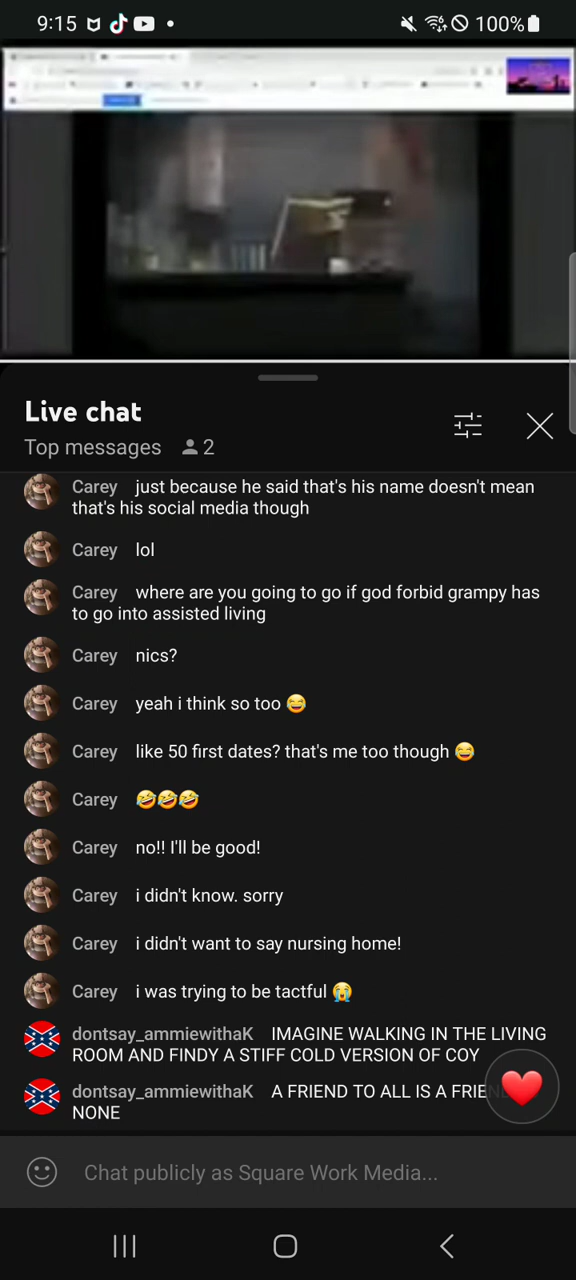 9:15
100%
Live chat
Top messages 2
Carey just because he said that's his name doesn't mean
that's his social media though
Carey lol
Carey where are you going to go if god forbid grampy has
to go into assisted living
Carey nics?
Carey yeah i think so too 😂
Carey like 50 first dates? that's me too though 😂
Carey 🤣🤣🤣
Carey no!! I'll be good!
Carey i didn't know. sorry
Carey i didn't want to say nursing home!
Carey i was trying to be tactful 😭
dontsay_ammiewithaK IMAGINE WALKING IN THE LIVING
ROOM AND FINDY A STIFF COLD VERSION OF COY
dontsay_ammiewithaK A FRIEND TO ALL IS A
NONE
Chat publicly as Square Work Media...